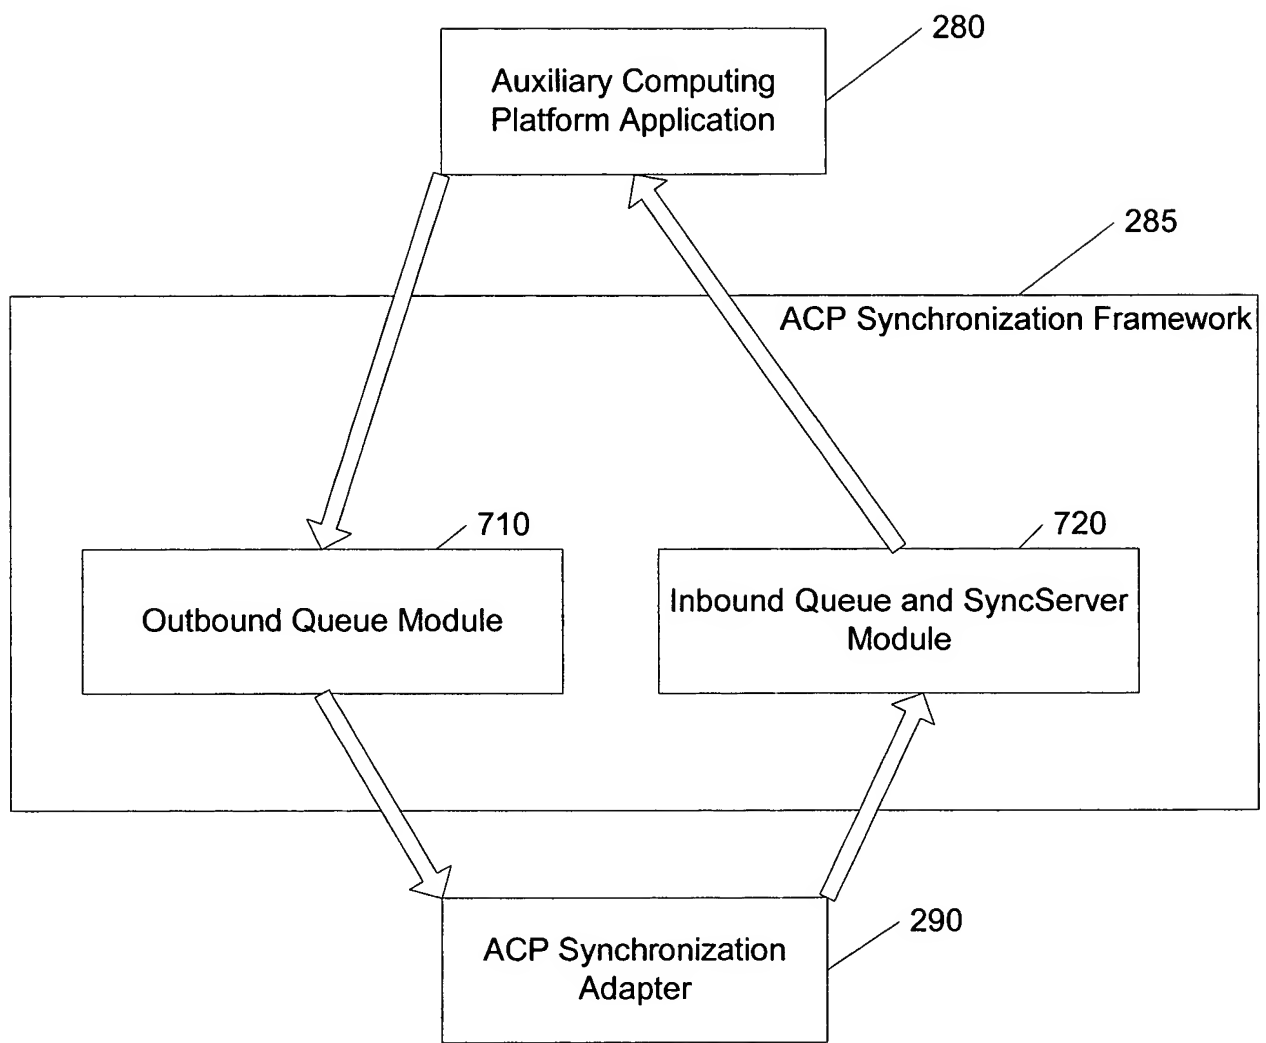 280
Auxiliary Computing
Platform Application
285
ACP Synchronization Framework
710
720
Outbound Queue Module
Inbound Queue and SyncServer
Module
290
ACP Synchronization
Adapter